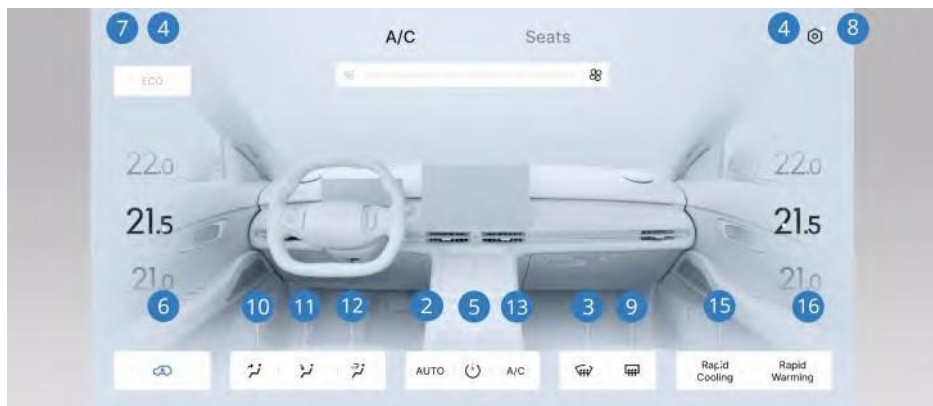 7 4 4 8
A/C Seats
ECO
22.0 22.0
21.5 21.5
21.0 21.0
6 10 11 12 2 5 13 3 9 15 16
AUTO A/C
Rapid Cooling
Rapid Warming